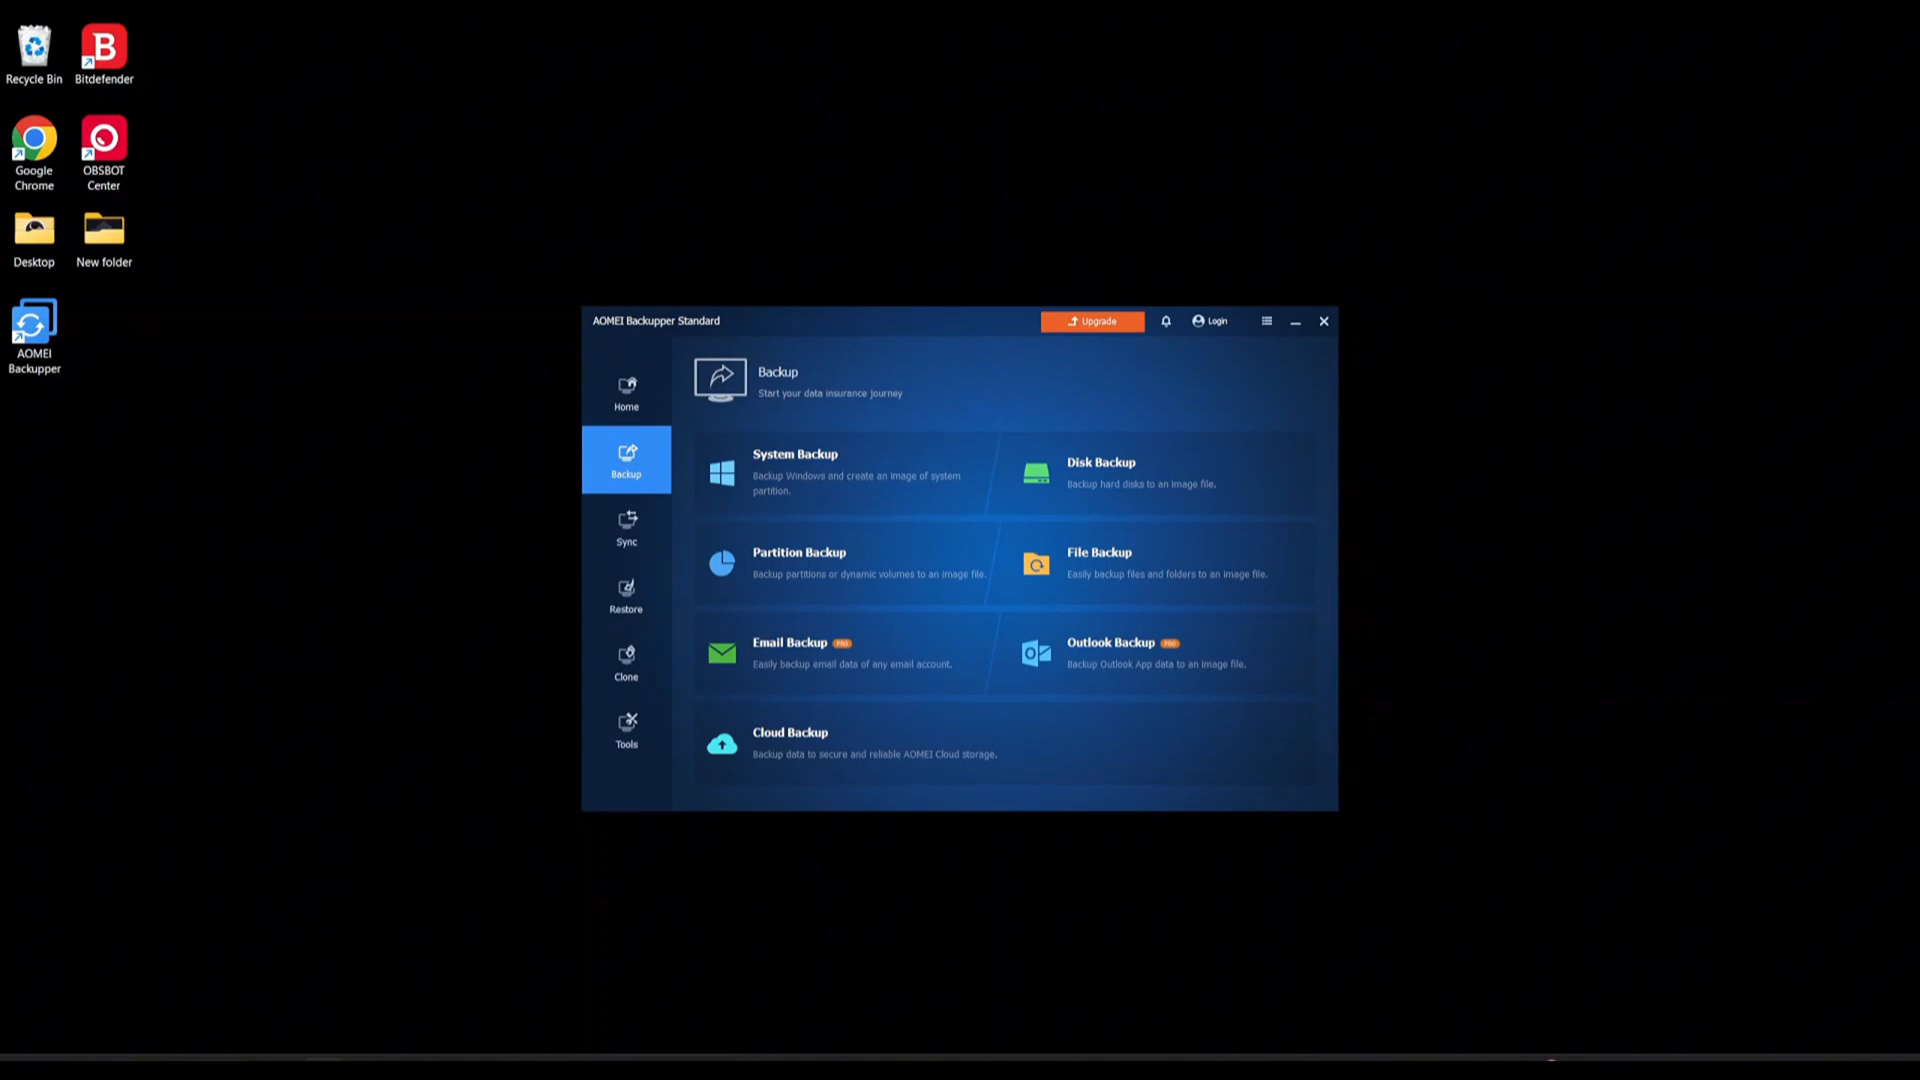 Recycle Bin
Bitdefender
Google
Chrome
OBSBOT
Center
Desktop
New folder
AOMEI
Backupper
AOMEI Backupper Standard
Upgrade
Login
Home
Backup
Sync
Restore
Clone
Tools
Backup
Start your data insurance journey
System Backup
Backup Windows and create an image of system
partition.
Disk Backup
Backup hard disks to an image file.
Partition Backup
Backup partitions or dynamic volumes to an image file.
File Backup
Easily backup files and folders to an image file.
Email Backup PRO
Easily backup email data of any email account.
Outlook Backup PRO
Backup Outlook App data to an image file.
Cloud Backup
Backup data to secure and reliable AOMEI Cloud storage.